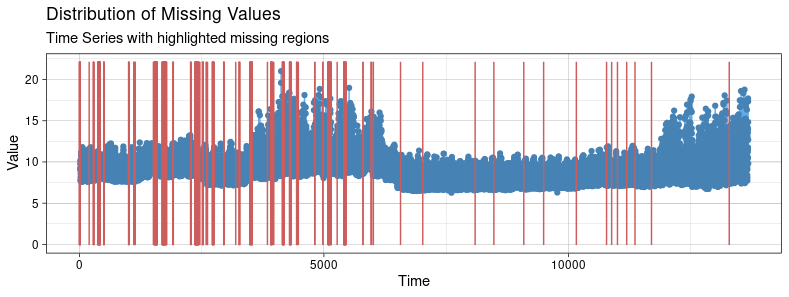 Distribution of Missing Values
Time Series with highlighted missing regions
Value
20
15
10
5
0
0
5000
10000
Time